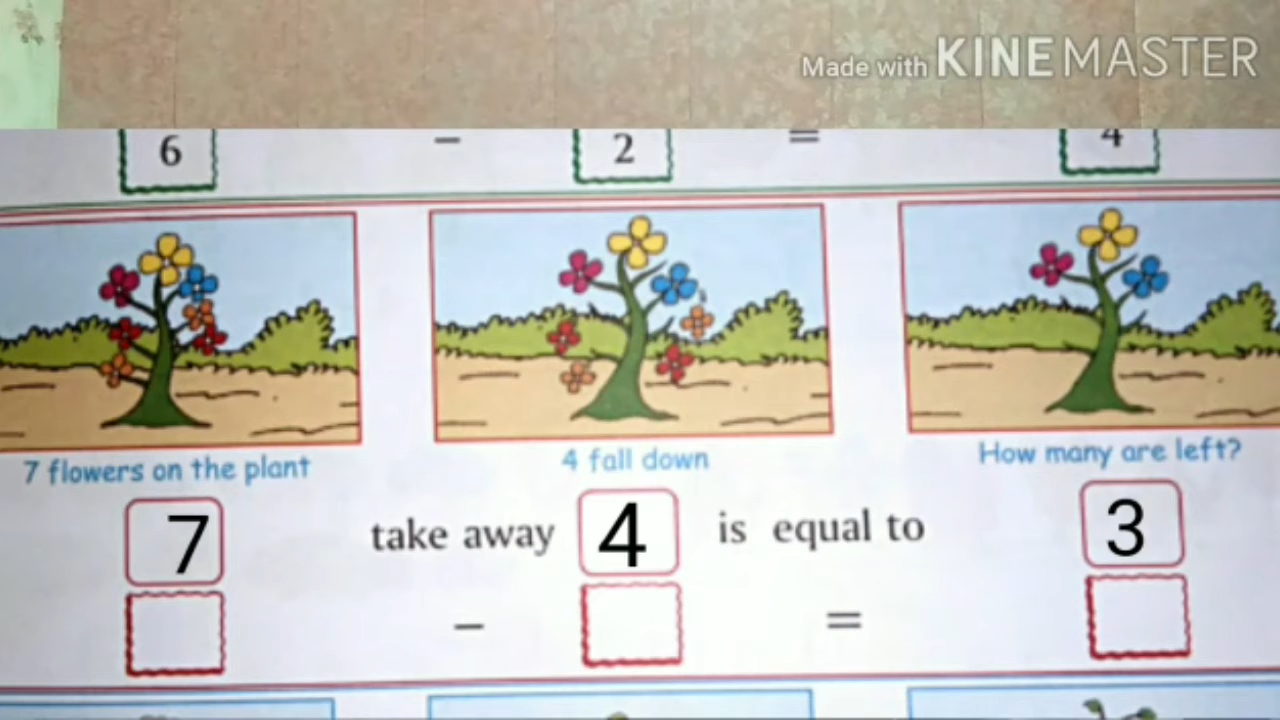 Made with KINEMASTER
6 - 2 = 4
7 flowers on the plant
4 fall down
How many are left?
7 take away 4 is equal to 3
- =